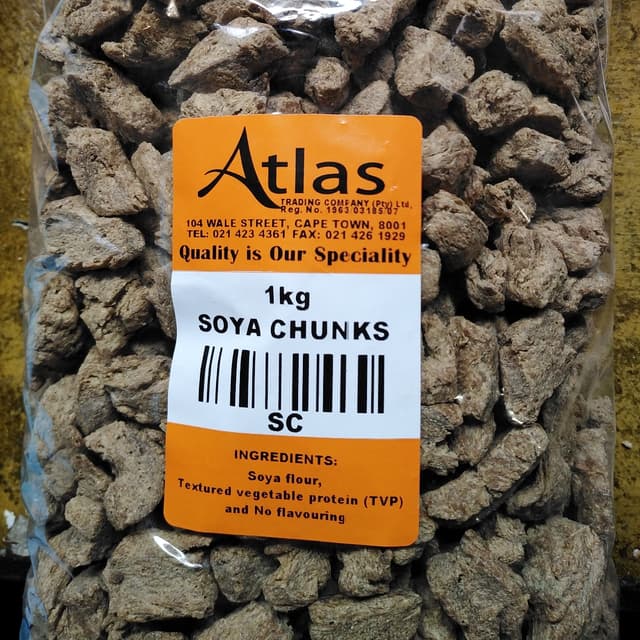 Atlas
TRADING COMPANY (Pty) Ltd.
Reg. No. 1963/03185/07
104 WALE STREET, CAPE TOWN, 8001
TEL: 021 423 4361 FAX: 021 426 1929
Quality is Our Speciality
1kg
SOYA CHUNKS
SC
INGREDIENTS:
Soya flour,
Textured vegetable protein (TVP)
and No flavouring